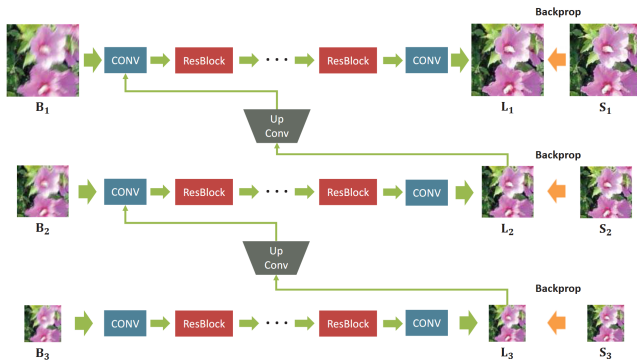 Backprop
CONV ResBlock · · · ResBlock CONV
B₁ L₁ S₁
Up
Conv
Backprop
CONV ResBlock · · · ResBlock CONV
B₂ L₂ S₂
Up
Conv
Backprop
CONV ResBlock · · · ResBlock CONV
B₃ L₃ S₃